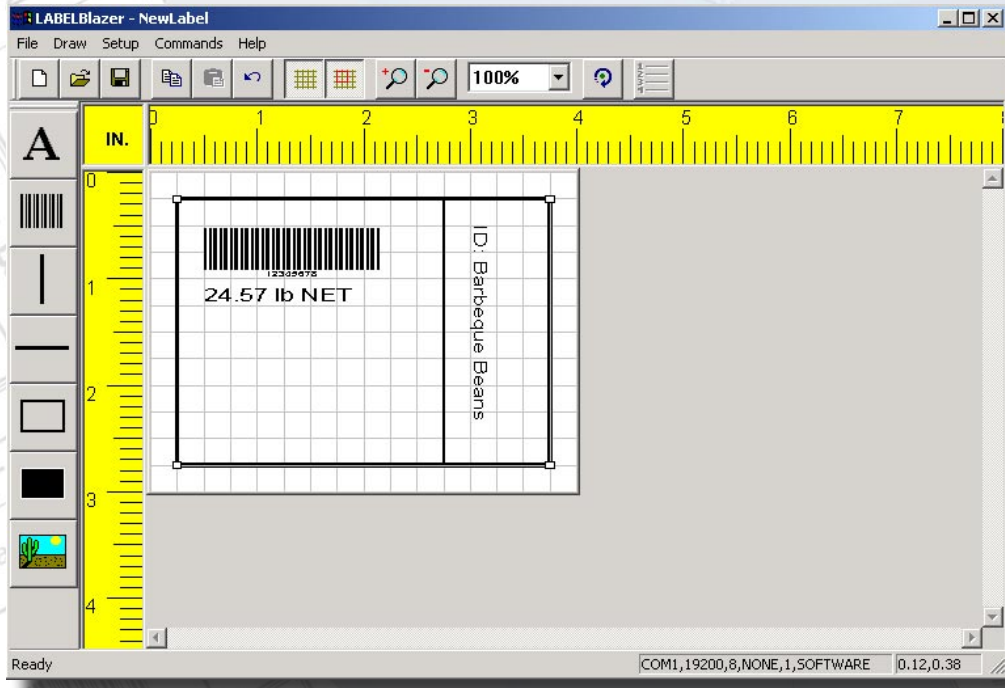 LABELBlazer - NewLabel
File Draw Setup Commands Help
100%
A
IN.
0 1 2 3 4 5 6 7
0
1
2
3
4
12345678
24.57 lb NET
ID: Barbeque Beans
Ready
COM1,19200,8,NONE,1,SOFTWARE
0.12,0.38